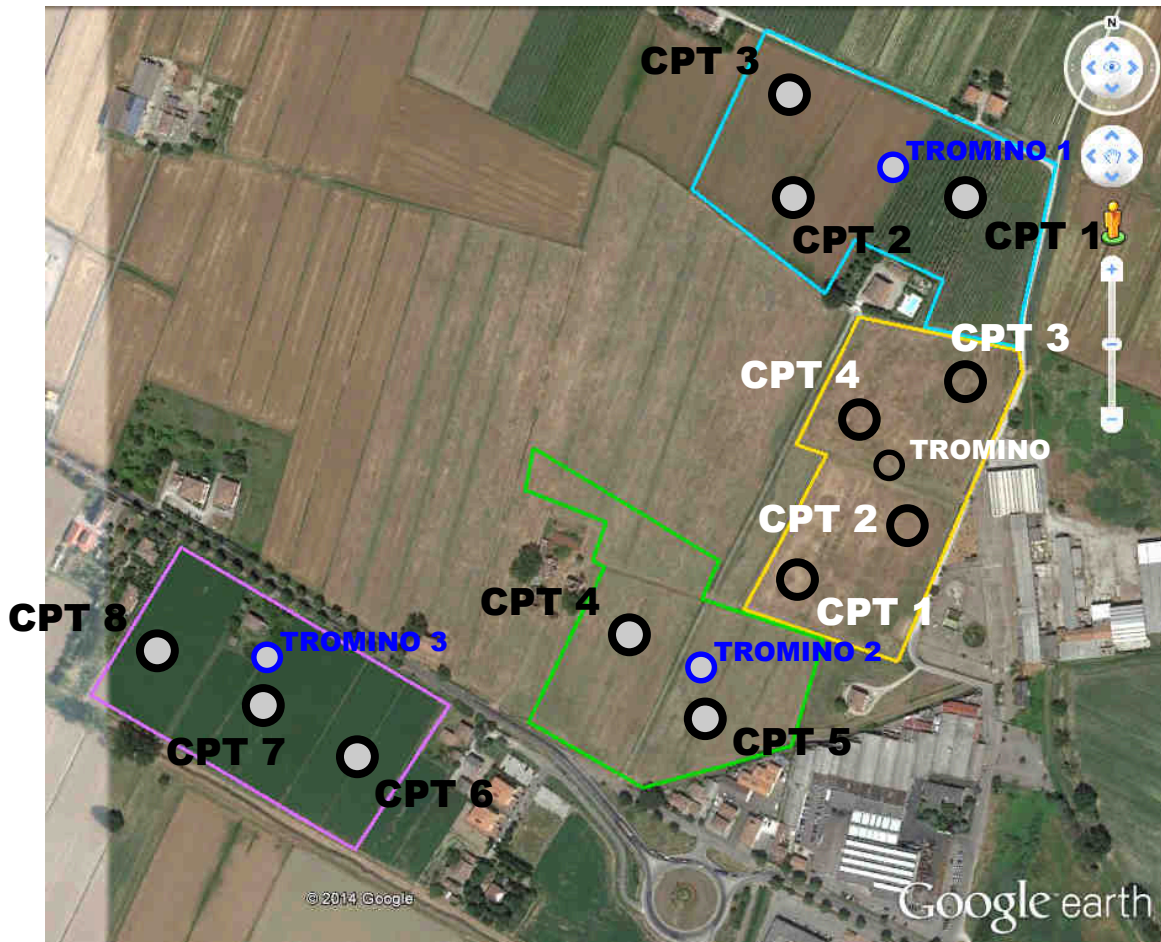 N
CPT 3
TROMINO 1
CPT 2
CPT 1
CPT 3
CPT 4
TROMINO
CPT 2
CPT 1
CPT 4
CPT 8
TROMINO 3
TROMINO 2
CPT 7
CPT 5
CPT 6
© 2014 Google
Google earth